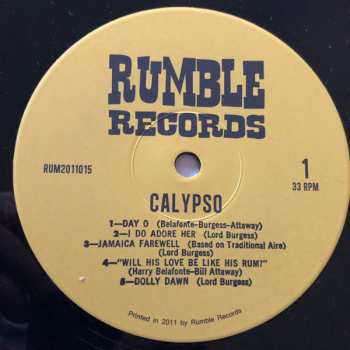 RUMBLE
RECORDS
RUM2011015
1
33 RPM
CALYPSO
1—DAY O (Belafonte-Burgess-Attaway)
2—I DO ADORE HER (Lord Burgess)
3—JAMAICA FAREWELL (Based on Traditional Aire)
(Lord Burgess)
4—"WILL HIS LOVE BE LIKE HIS RUM?"
(Harry Belafonte-Bill Attaway)
5—DOLLY DAWN (Lord Burgess)
Printed in 2011 by Rumble Records